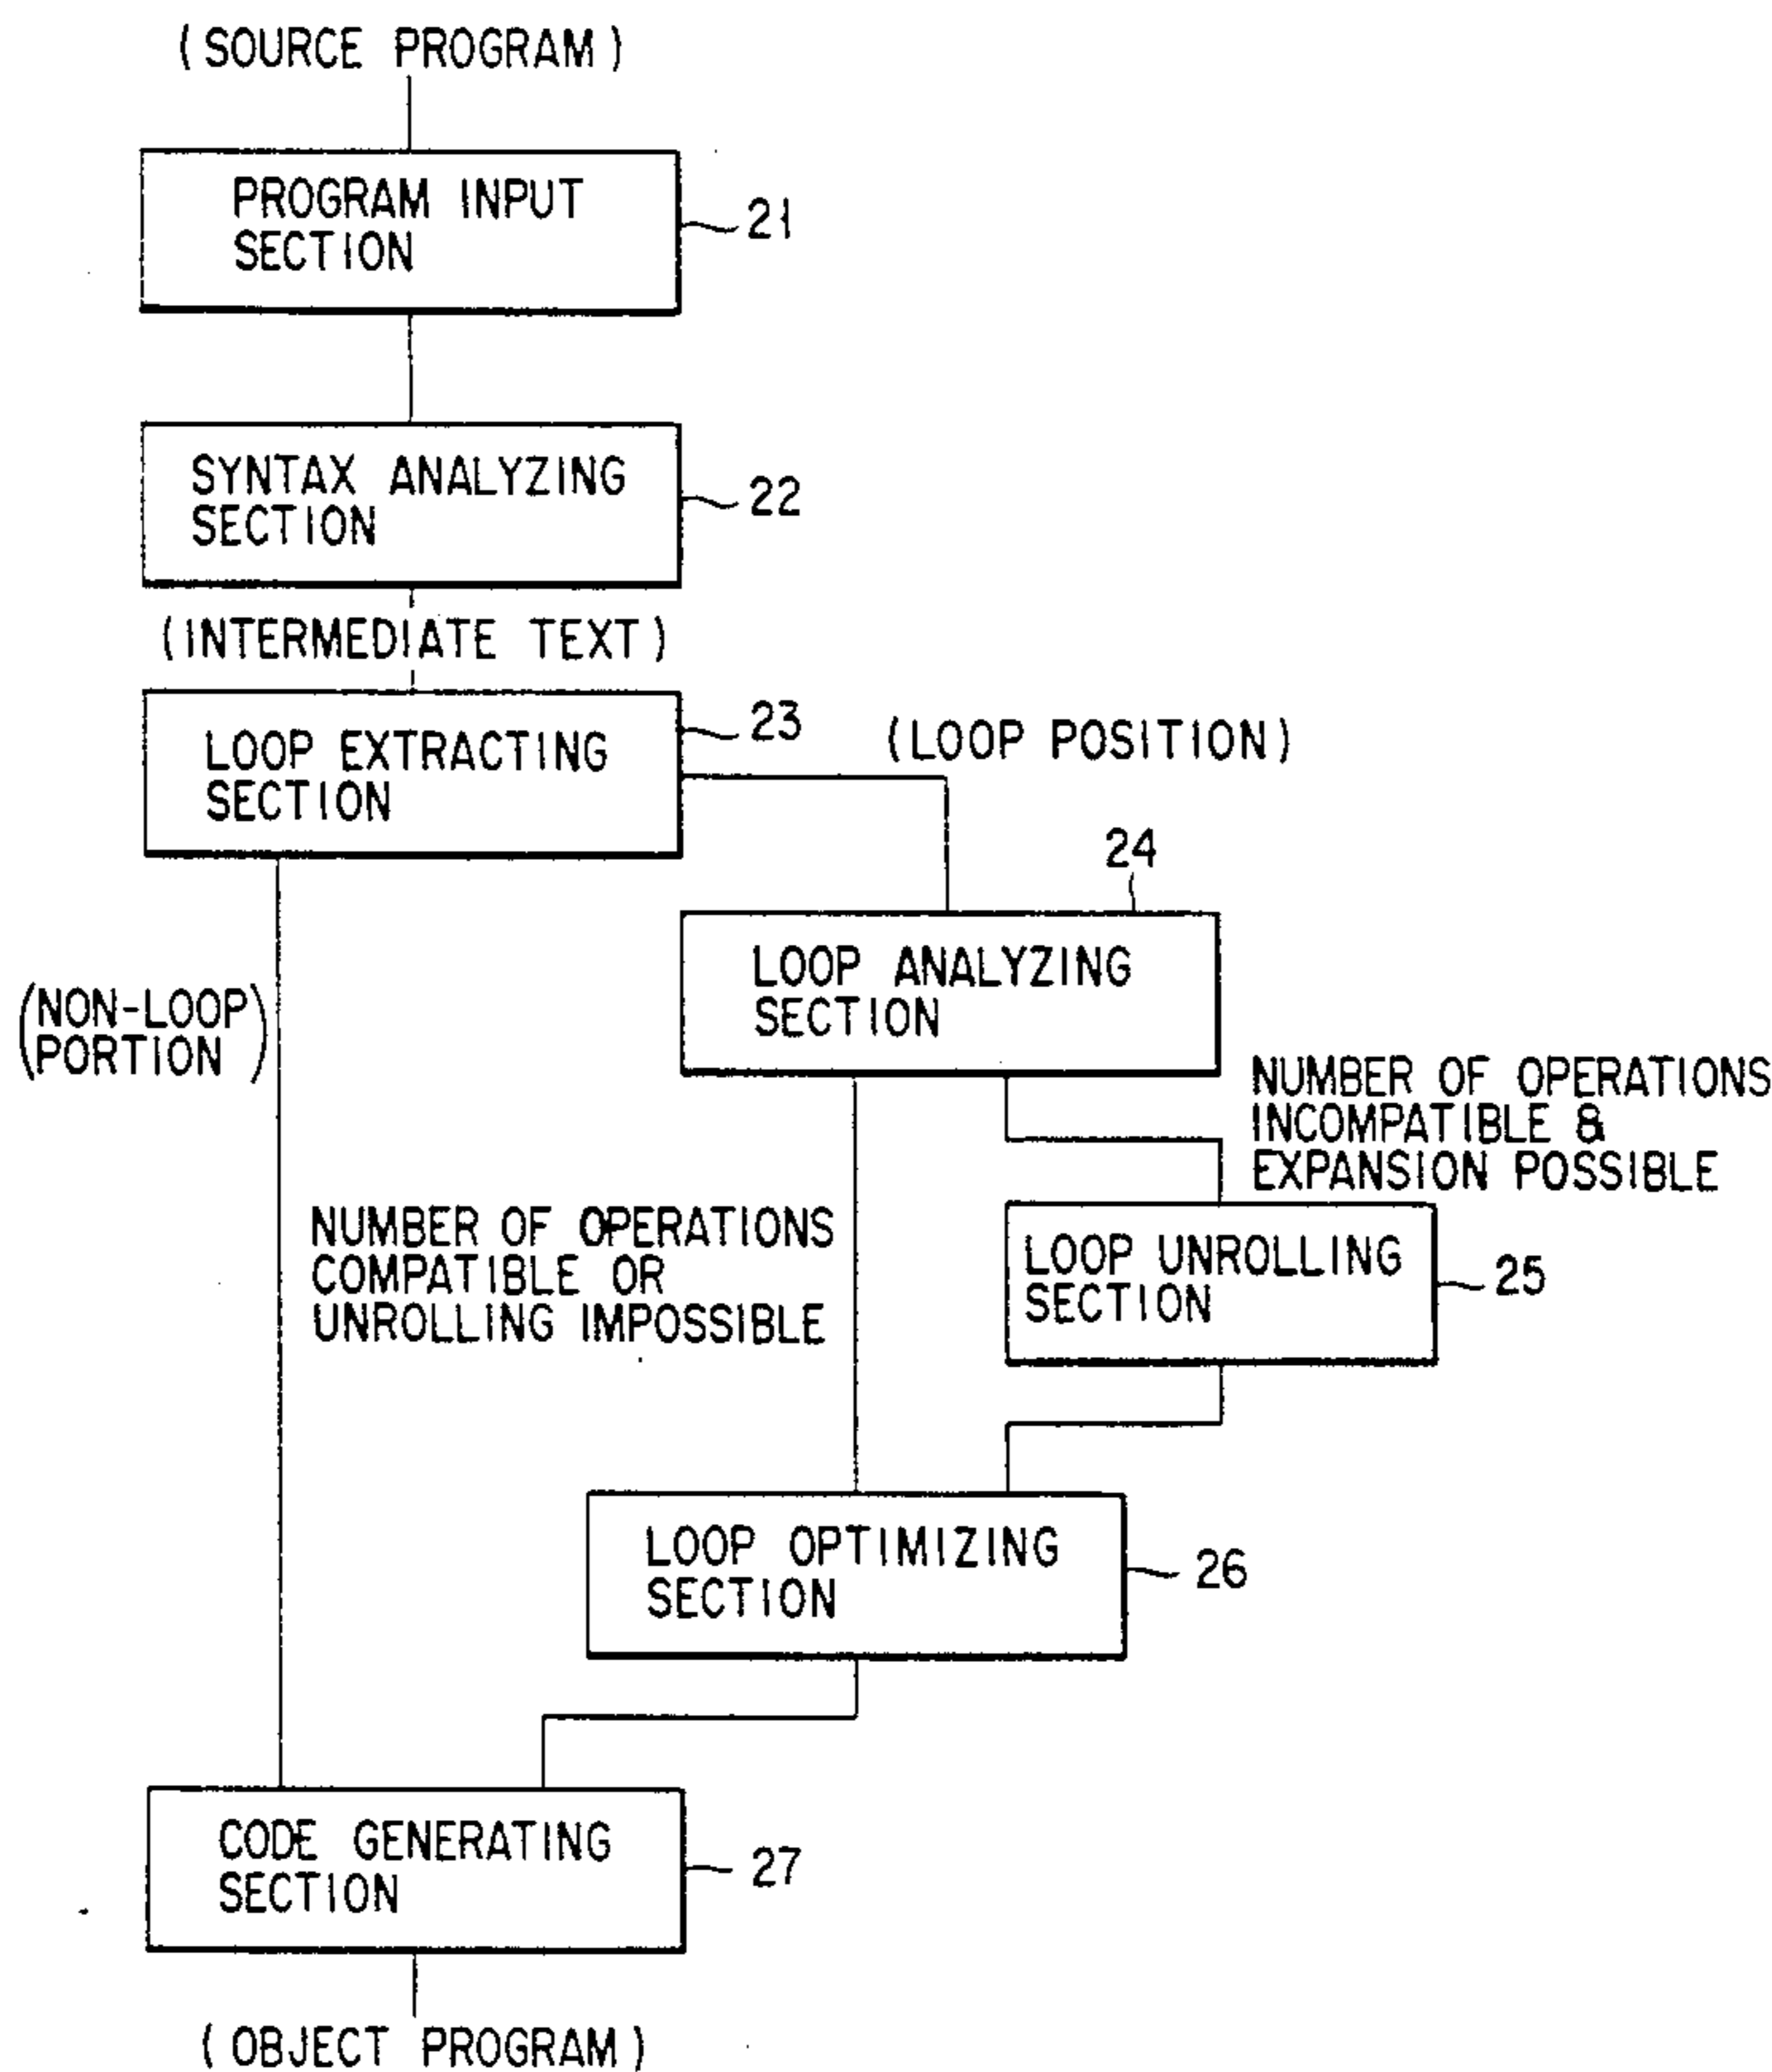 (SOURCE PROGRAM)
PROGRAM INPUT
SECTION
21
SYNTAX ANALYZING
SECTION
22
(INTERMEDIATE TEXT)
LOOP EXTRACTING
SECTION
23
(LOOP POSITION)
24
LOOP ANALYZING
SECTION
(NON-LOOP
PORTION)
NUMBER OF OPERATIONS
INCOMPATIBLE &
EXPANSION POSSIBLE
NUMBER OF OPERATIONS
COMPATIBLE OR
UNROLLING IMPOSSIBLE
LOOP UNROLLING
SECTION
25
LOOP OPTIMIZING
SECTION
26
CODE GENERATING
SECTION
27
(OBJECT PROGRAM)